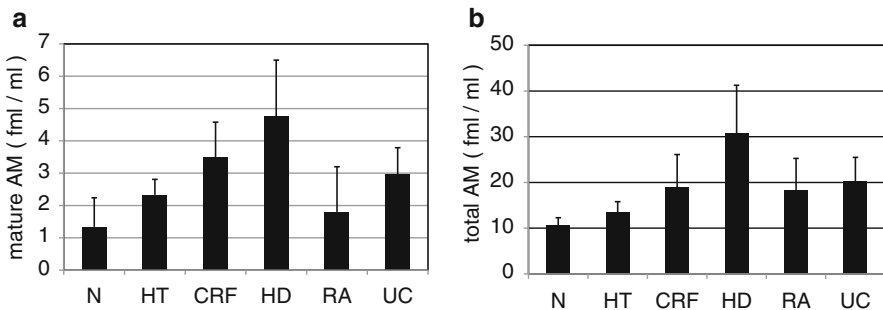 a
mature AM ( fml / ml )
7
6
5
4
3
2
1
0
N HT CRF HD RA UC
b
total AM ( fml / ml )
50
40
30
20
10
0
N HT CRF HD RA UC